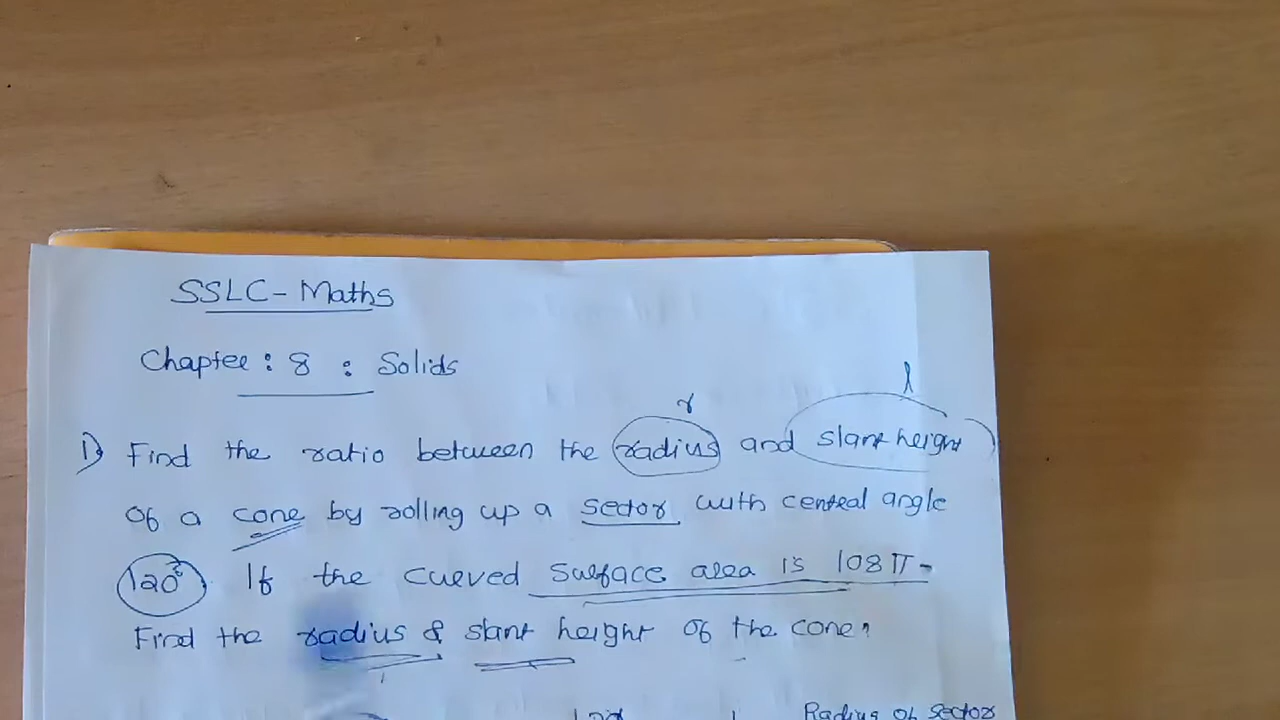 SSLC - Maths
Chapter : 8 : Solids
r
l
1) Find the ratio between the radius and slant height
of a cone by rolling up a sector with central angle
120°. If the curved surface area is 108π.
Find the radius & slant height of the cone.
Radius of sector